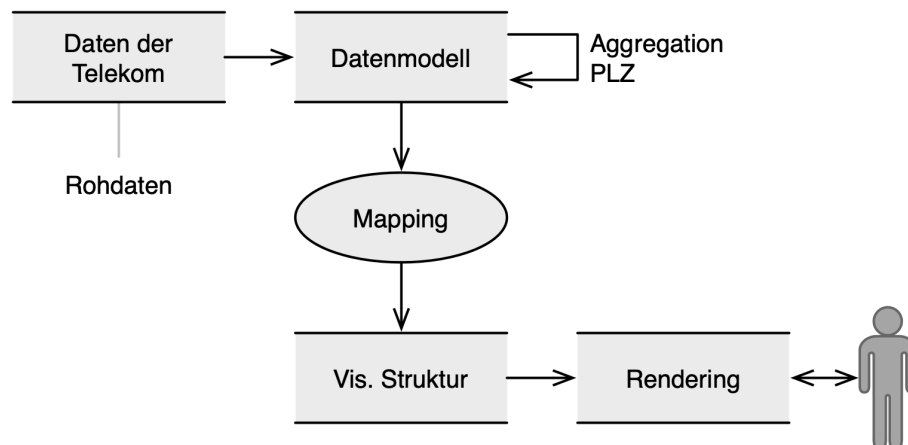 Daten der
Telekom
Datenmodell
Aggregation
PLZ
Rohdaten
Mapping
Vis. Struktur
Rendering